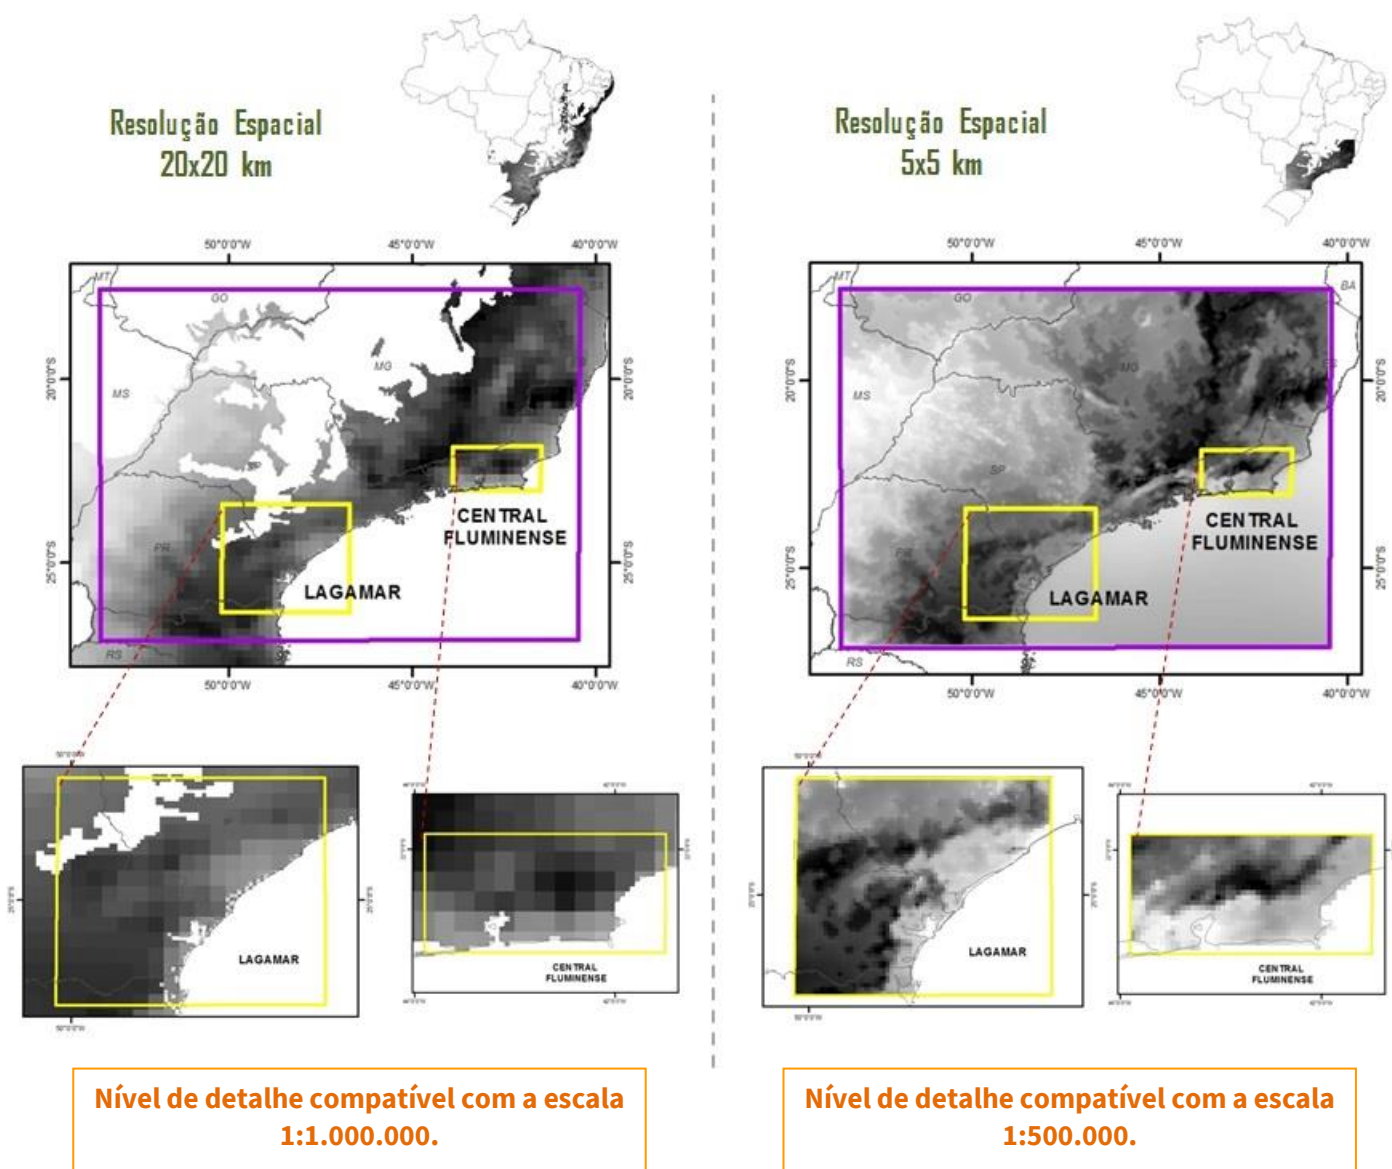 Resolução Espacial
20x20 km
50°0'0"W
45°0'0"W
40°0'0"W
MT
GO
BA
MG
MS
SP
PR
RS
20°0'0"S
25°0'0"S
20°0'0"S
25°0'0"S
CENTRAL
FLUMINENSE
LAGAMAR
50°0'0"W
45°0'0"W
40°0'0"W
LAGAMAR
CENTRAL
FLUMINENSE
Nível de detalhe compatível com a escala
1:1.000.000.
Resolução Espacial
5x5 km
50°0'0"W
45°0'0"W
40°0'0"W
MT
GO
BA
MG
ES
MS
SP
PR
RS
20°0'0"S
25°0'0"S
20°0'0"S
25°0'0"S
CENTRAL
FLUMINENSE
LAGAMAR
50°0'0"W
45°0'0"W
40°0'0"W
LAGAMAR
CENTRAL
FLUMINENSE
Nível de detalhe compatível com a escala
1:500.000.